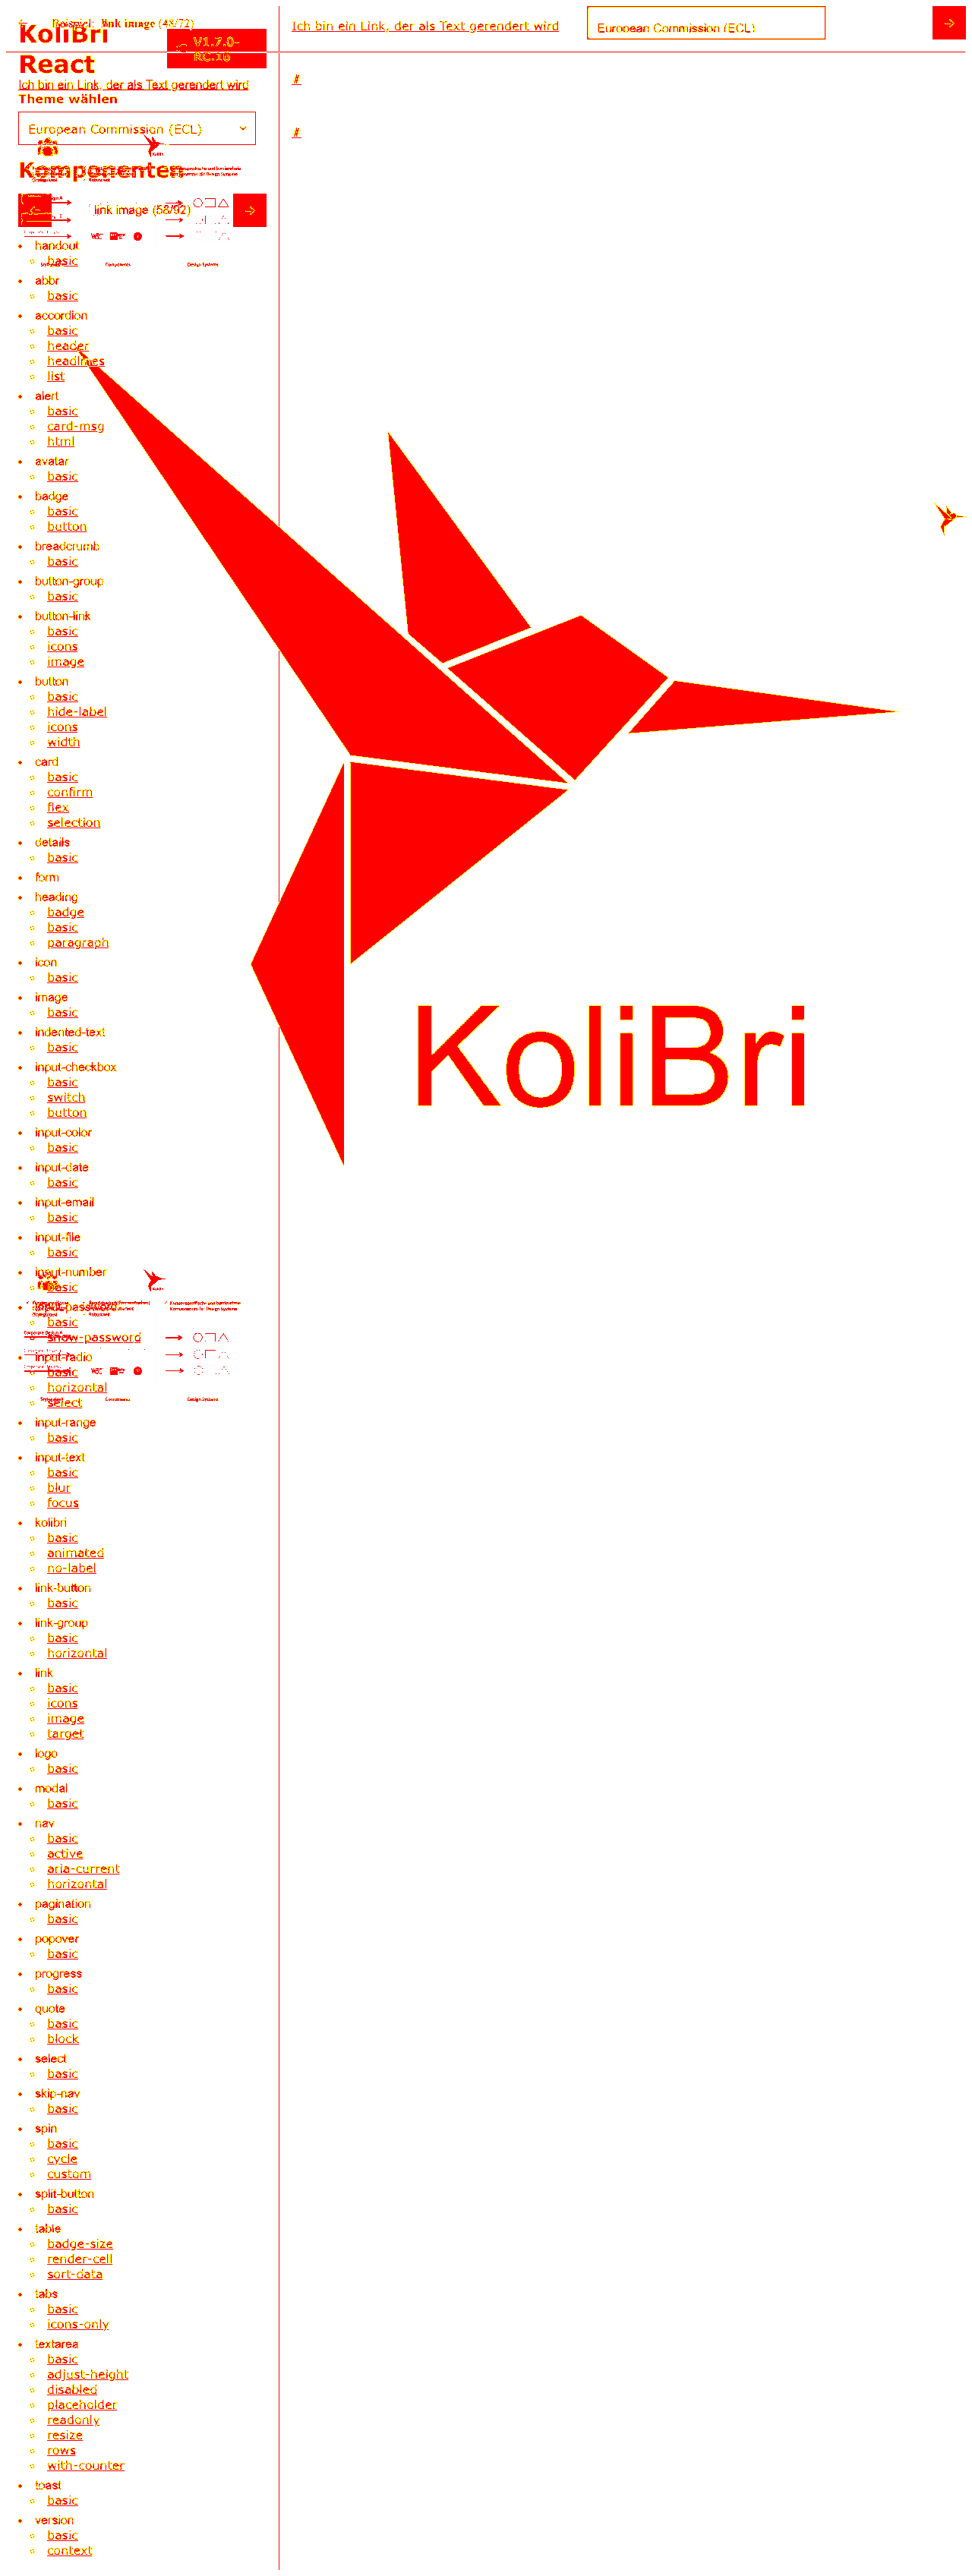 Beispiel: link image (48/72)
KoliBri
React
V1.7.0-
RC.10
Ich bin ein Link, der als Text gerendert wird
European Commission (ECL)
Ich bin ein Link, der als Text gerendert wird
#
Theme wählen
European Commission (ECL)
#
Komponenten
link image (58/92)
handout
basic
abbr
basic
accordion
basic
header
headlines
list
alert
basic
card-msg
html
avatar
basic
badge
basic
button
breadcrumb
basic
button-group
basic
button-link
basic
icons
image
button
basic
hide-label
icons
width
card
basic
confirm
flex
selection
details
basic
form
heading
badge
basic
paragraph
icon
basic
image
basic
indented-text
basic
input-checkbox
basic
switch
button
input-color
basic
input-date
basic
input-email
basic
input-file
basic
input-number
basic
input-password
basic
show-password
input-radio
basic
horizontal
select
input-range
basic
input-text
basic
blur
focus
kolibri
basic
animated
no-label
link-button
basic
link-group
basic
horizontal
link
basic
icons
image
target
logo
basic
modal
basic
nav
basic
active
aria-current
horizontal
pagination
basic
popover
basic
progress
basic
quote
basic
block
select
basic
skip-nav
basic
spin
basic
cycle
custom
split-button
basic
table
badge-size
render-cell
sort-data
tabs
basic
icons-only
textarea
basic
adjust-height
disabled
placeholder
readonly
resize
rows
with-counter
toast
basic
version
basic
context
KoliBri